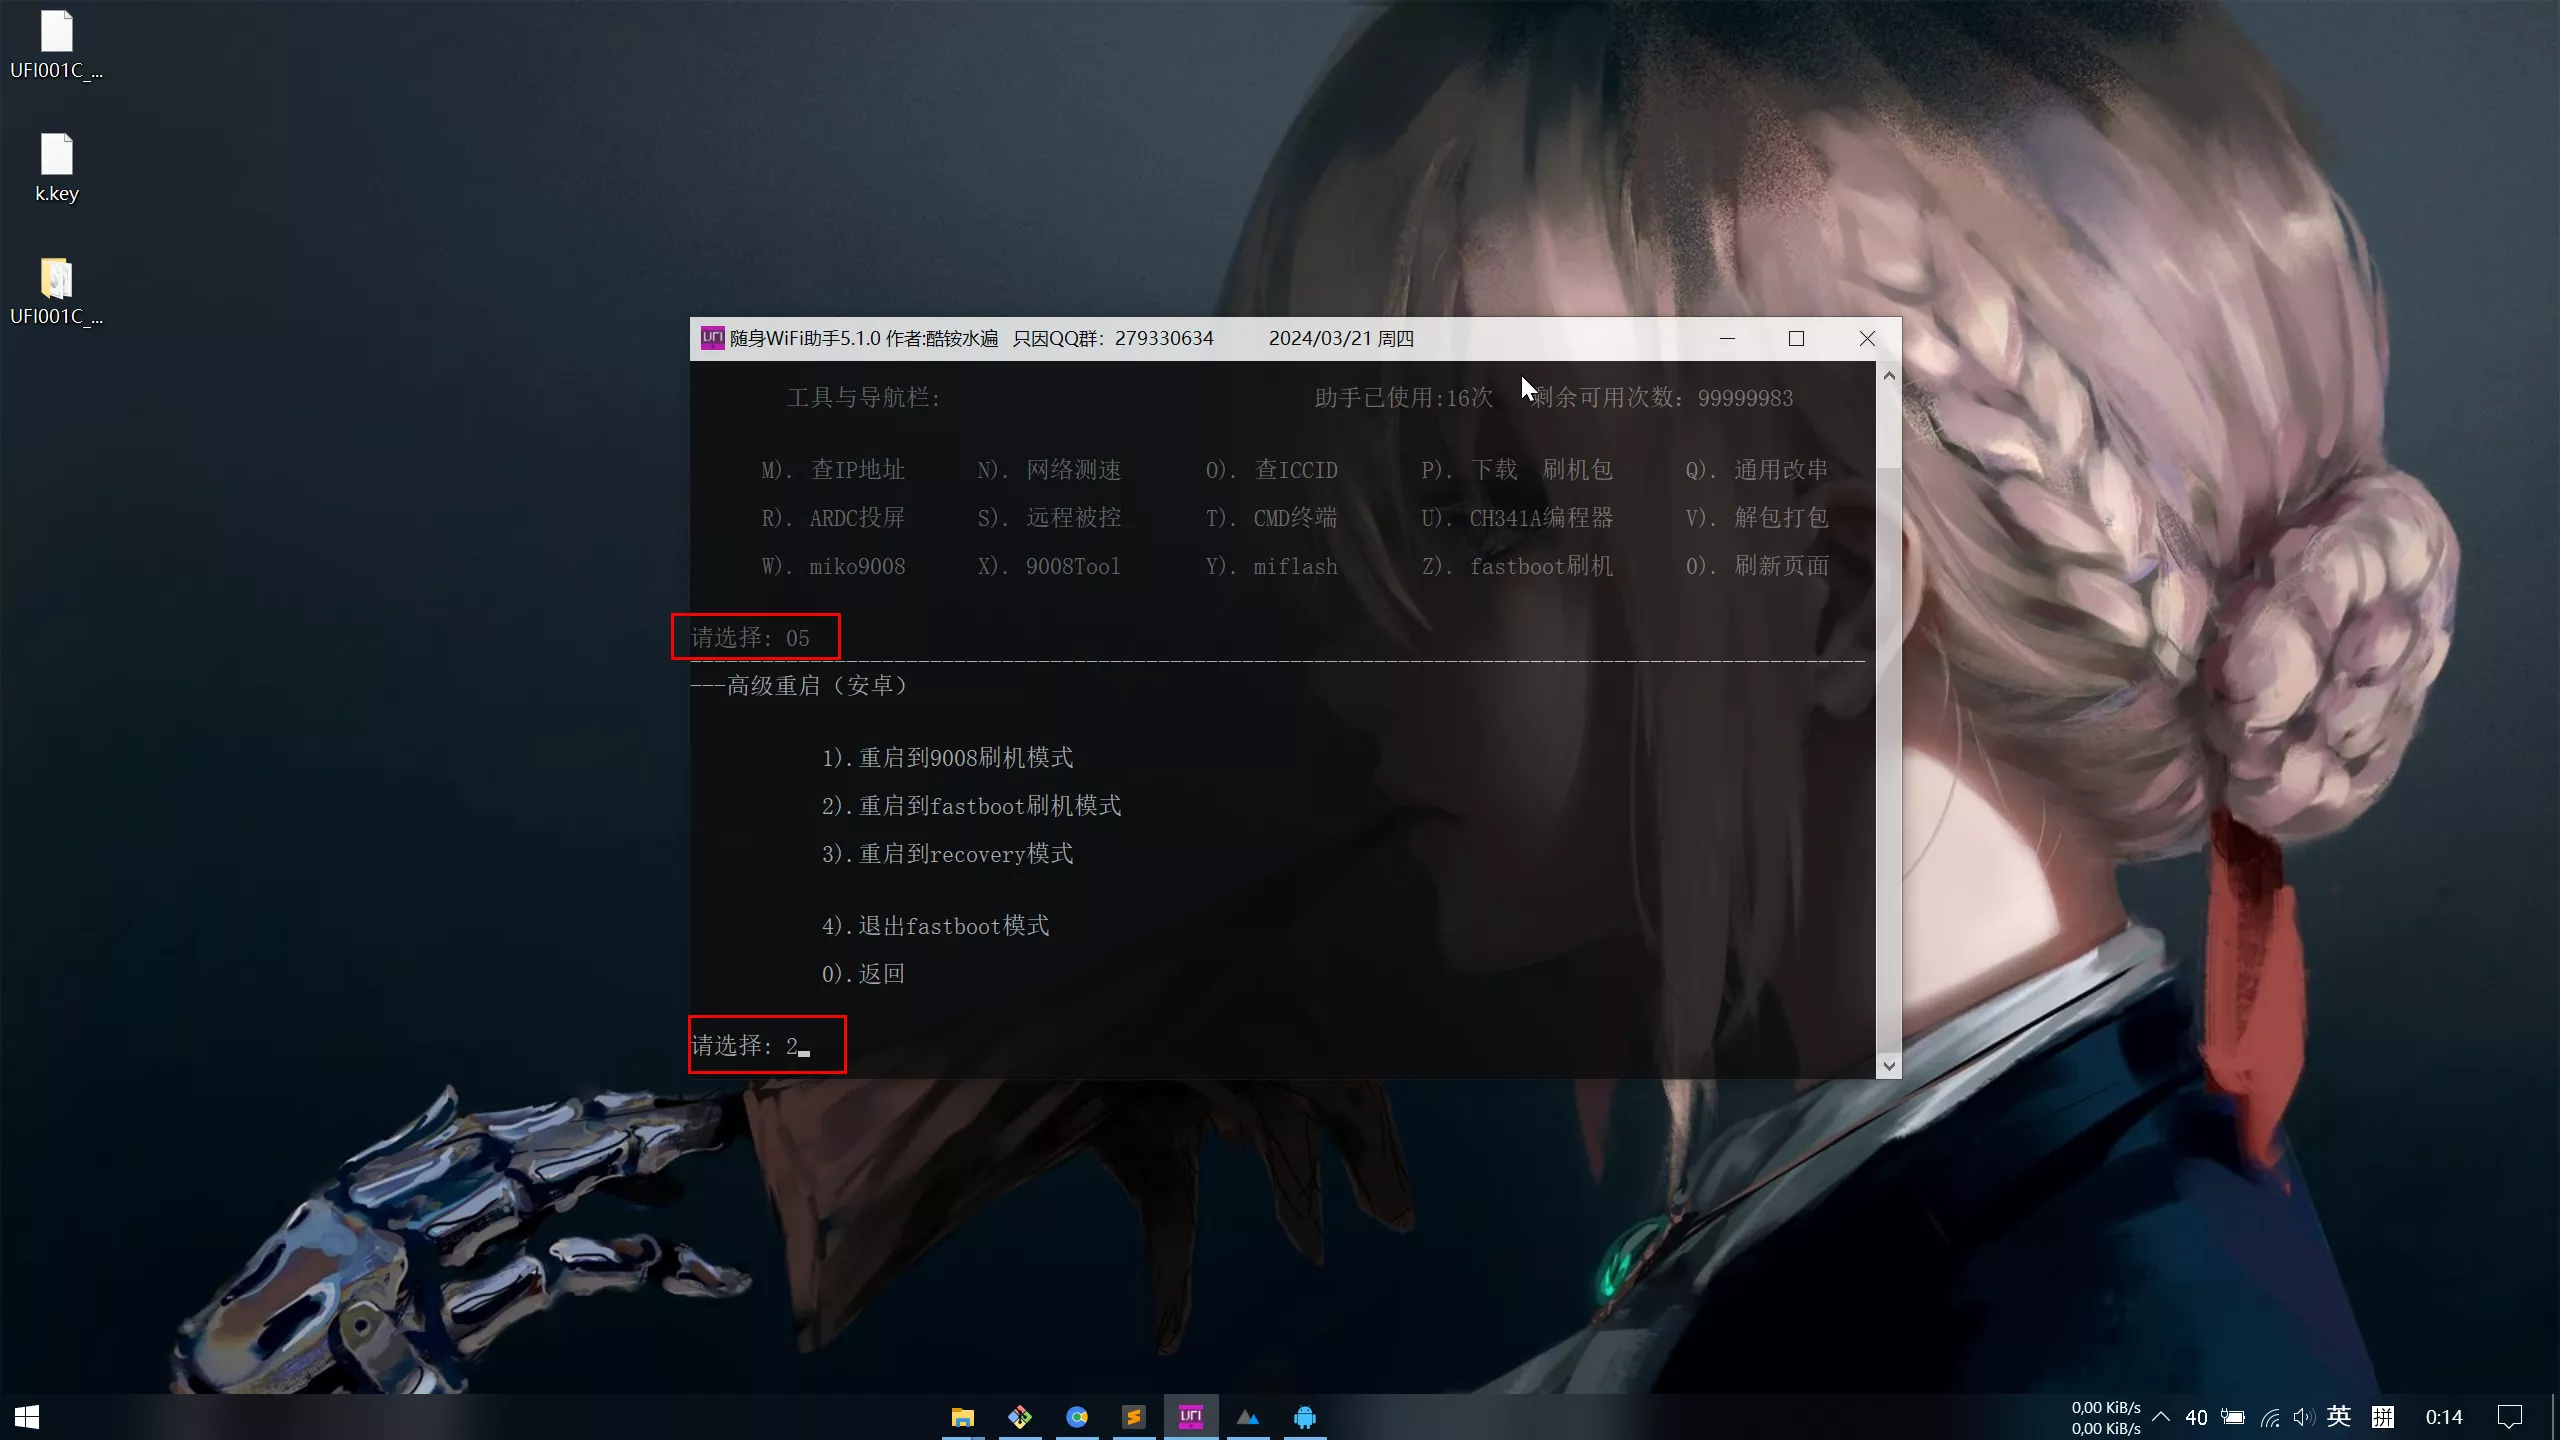 UFI001C_...
k.key
UFI001C_...
UFI 随身WiFi助手5.1.0 作者:酷铵水遍 只因QQ群：279330634 2024/03/21 周四
工具与导航栏: 助手已使用:16次 剩余可用次数：99999983
M). 查IP地址 N). 网络测速 O). 查ICCID P). 下载 刷机包 Q). 通用改串
R). ARDC投屏 S). 远程被控 T). CMD终端 U). CH341A编程器 V). 解包打包
W). miko9008 X). 9008Tool Y). miflash Z). fastboot刷机 0). 刷新页面
请选择: 05
---高级重启（安卓）
1).重启到9008刷机模式
2).重启到fastboot刷机模式
3).重启到recovery模式
4).退出fastboot模式
0).返回
请选择: 2
UFI
0,00 KiB/s
0,00 KiB/s
40 英 拼 0:14